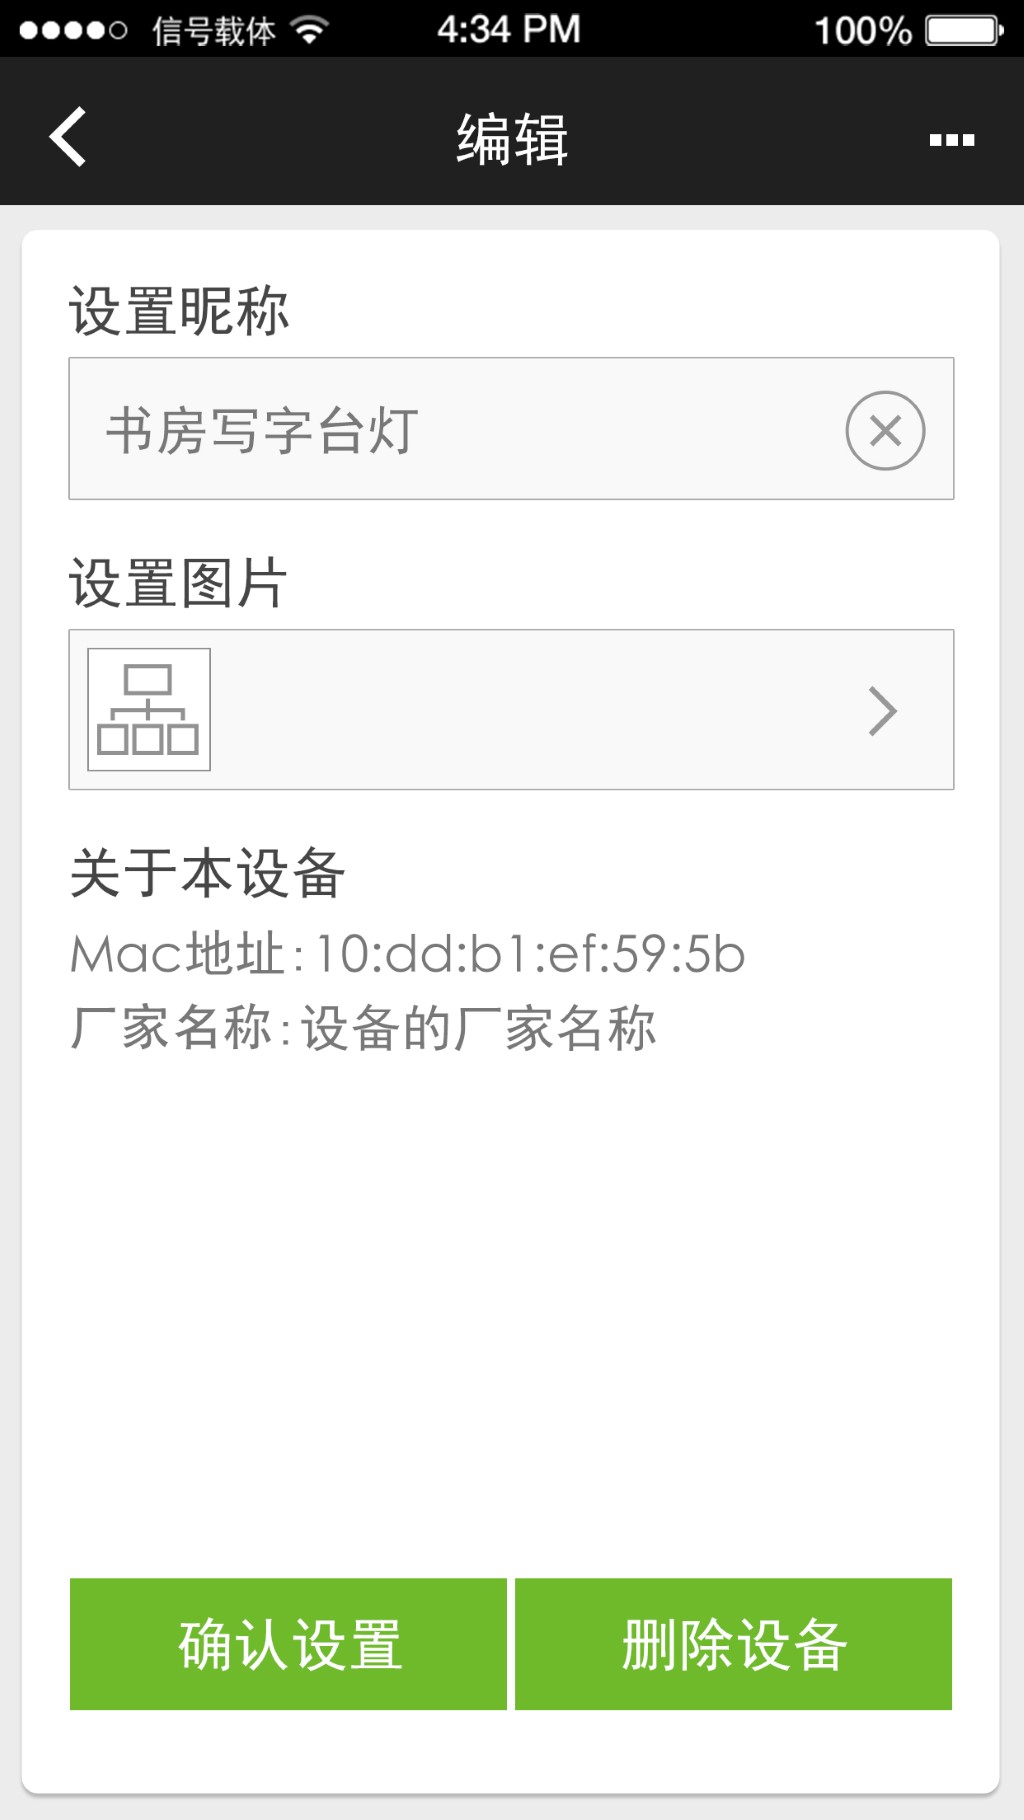 信号载体 4:34 PM 100%
编辑
设置昵称
书房写字台灯
设置图片
关于本设备
Mac地址:10:dd:b1:ef:59:5b
厂家名称:设备的厂家名称
确认设置 删除设备